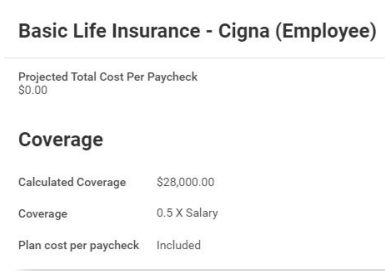 Basic Life Insurance - Cigna (Employee)
Projected Total Cost Per Paycheck
$0.00
Coverage
Calculated Coverage $28,000.00
Coverage 0.5 X Salary
Plan cost per paycheck Included